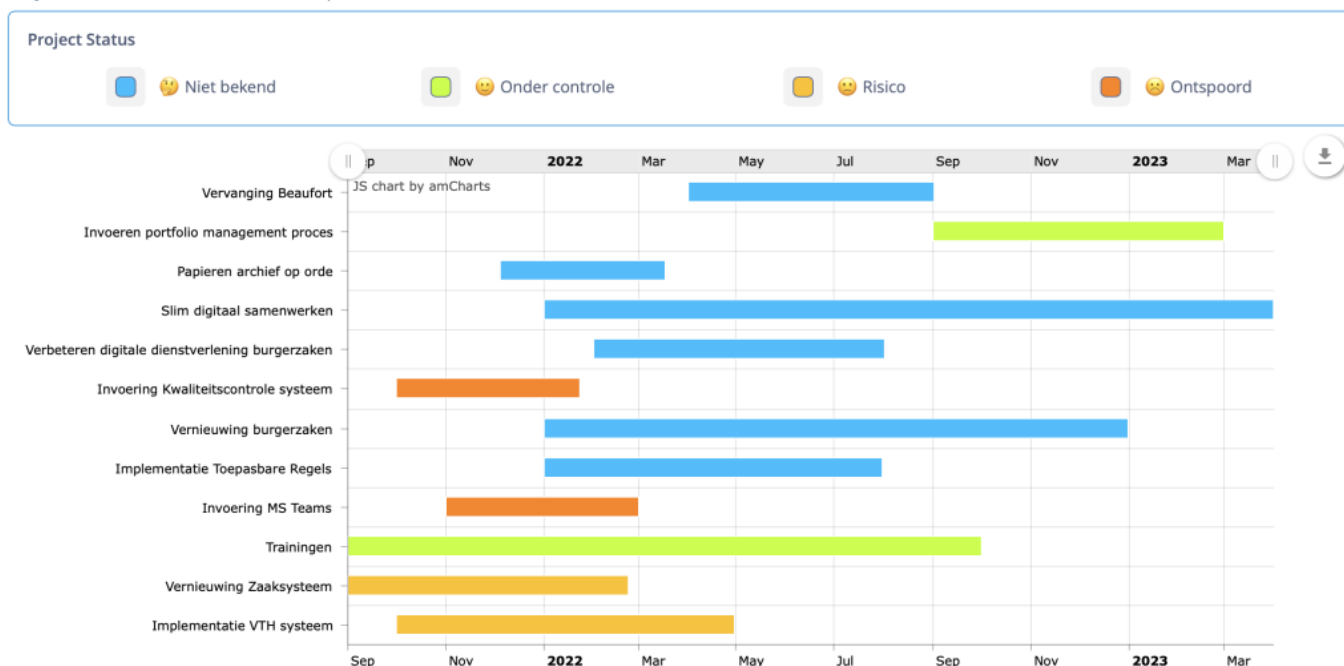 Project Status
🤔 Niet bekend
🙂 Onder controle
😕 Risico
☹️ Ontspoord
Nov 2022 Mar May Jul Sep Nov 2023 Mar
JS chart by amCharts
Vervanging Beaufort
Invoeren portfolio management proces
Papieren archief op orde
Slim digitaal samenwerken
Verbeteren digitale dienstverlening burgerzaken
Invoering Kwaliteitscontrole systeem
Vernieuwing burgerzaken
Implementatie Toepasbare Regels
Invoering MS Teams
Trainingen
Vernieuwing Zaaksysteem
Implementatie VTH systeem
Sep Nov 2022 Mar May Jul Sep Nov 2023 Mar